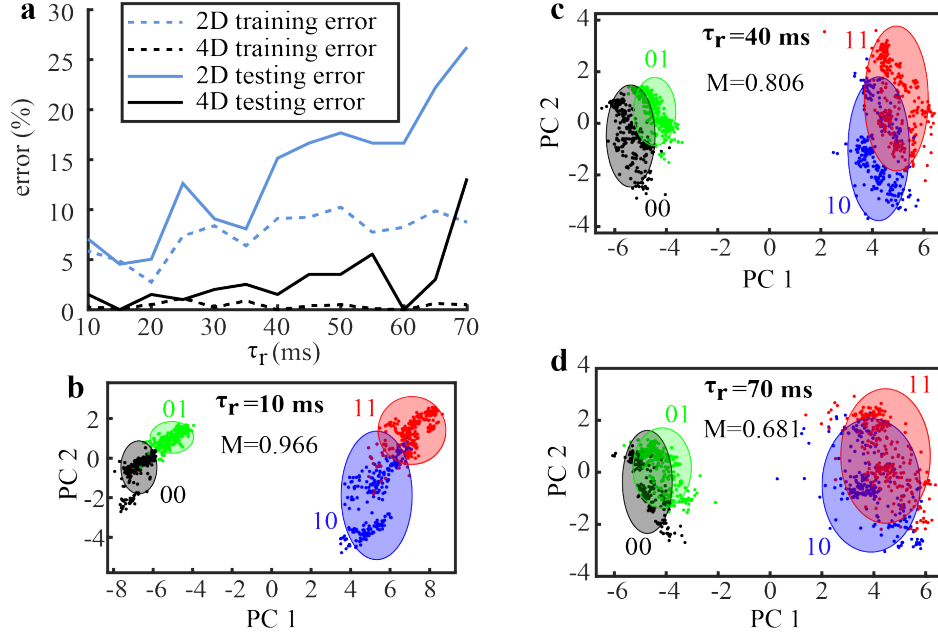 a
30
25
20
15
10
5
0
error (%)
2D training error
4D training error
2D testing error
4D testing error
10 20 30 40 50 60 70
τr (ms)
b
τr =10 ms
M=0.966
01
11
00
10
2
0
-2
-4
PC 2
-8 -6 -4 -2 0 2 4 6 8
PC 1
c
τr =40 ms
M=0.806
01
11
00
10
4
2
0
-2
-4
PC 2
-6 -4 -2 0 2 4 6
PC 1
d
τr =70 ms
M=0.681
01
11
00
10
4
2
0
-2
-4
PC 2
-6 -4 -2 0 2 4 6
PC 1